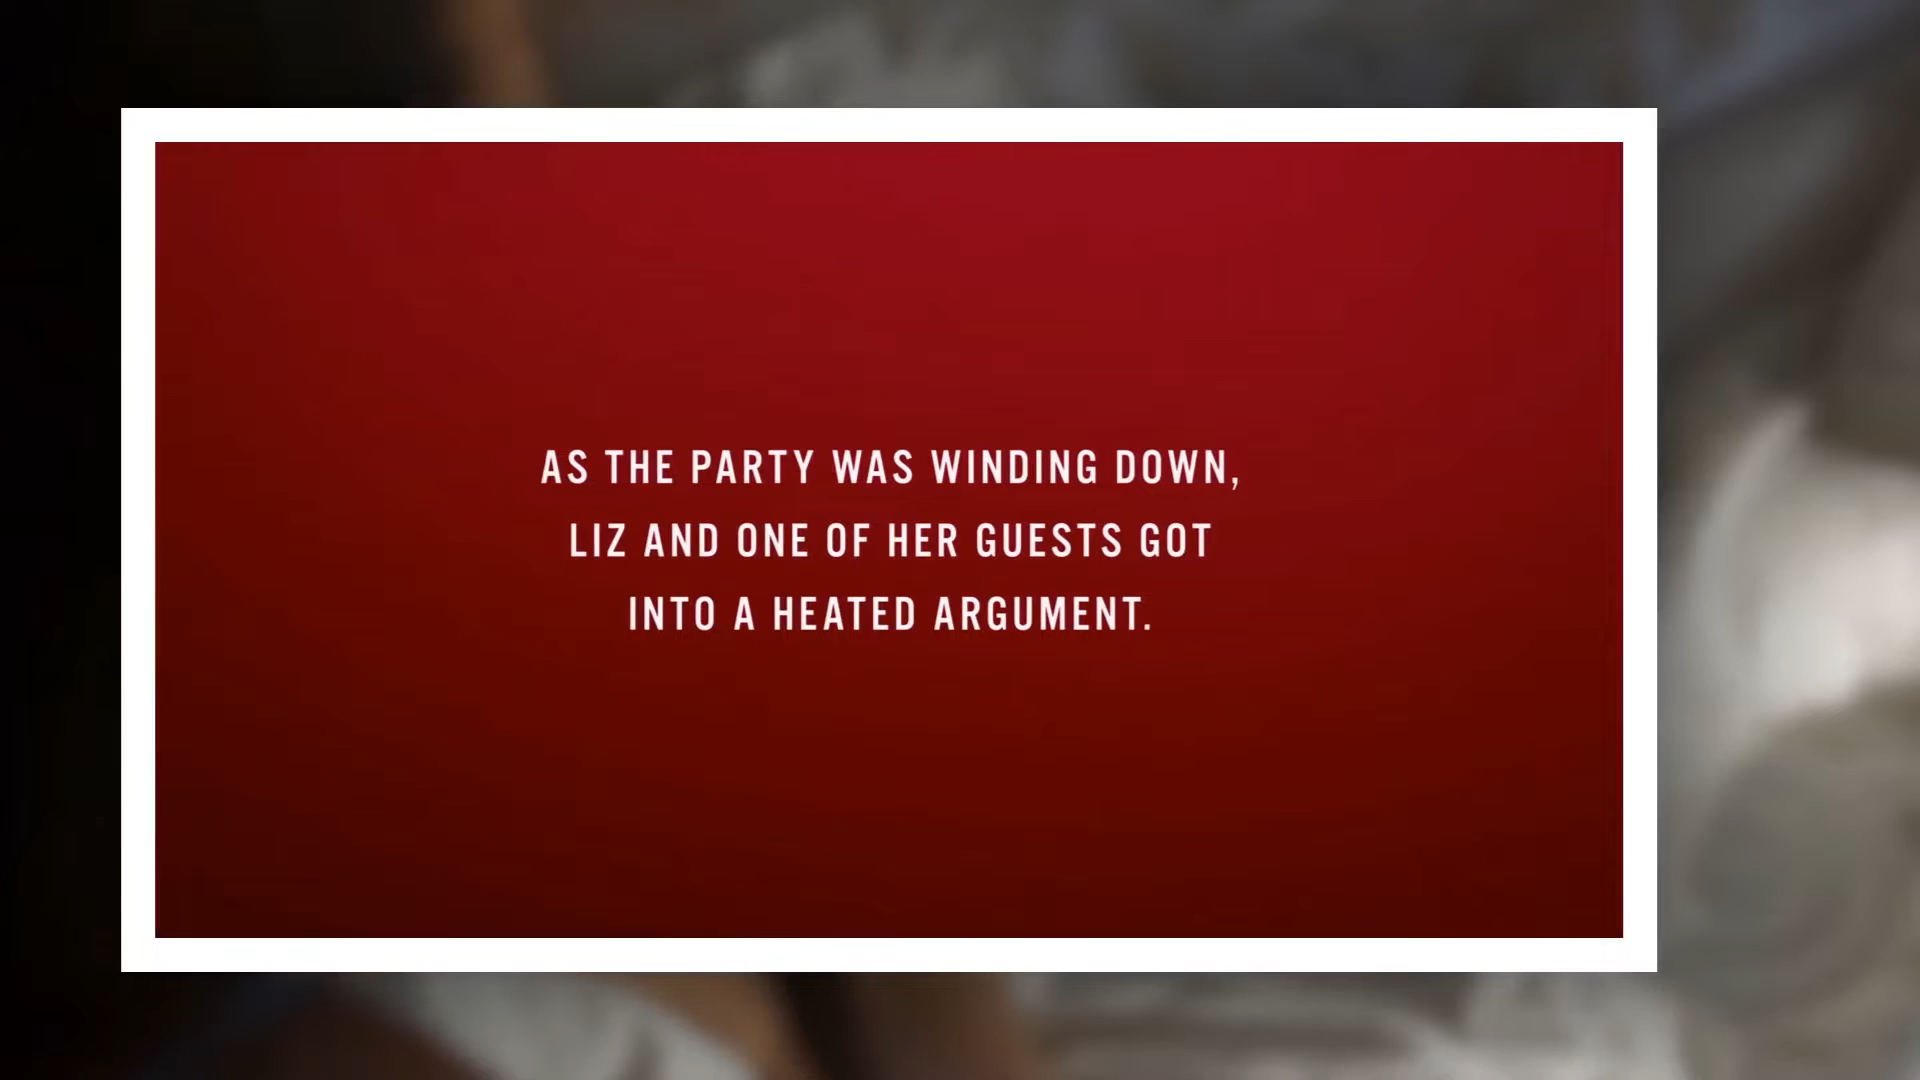 AS THE PARTY WAS WINDING DOWN,
LIZ AND ONE OF HER GUESTS GOT
INTO A HEATED ARGUMENT.